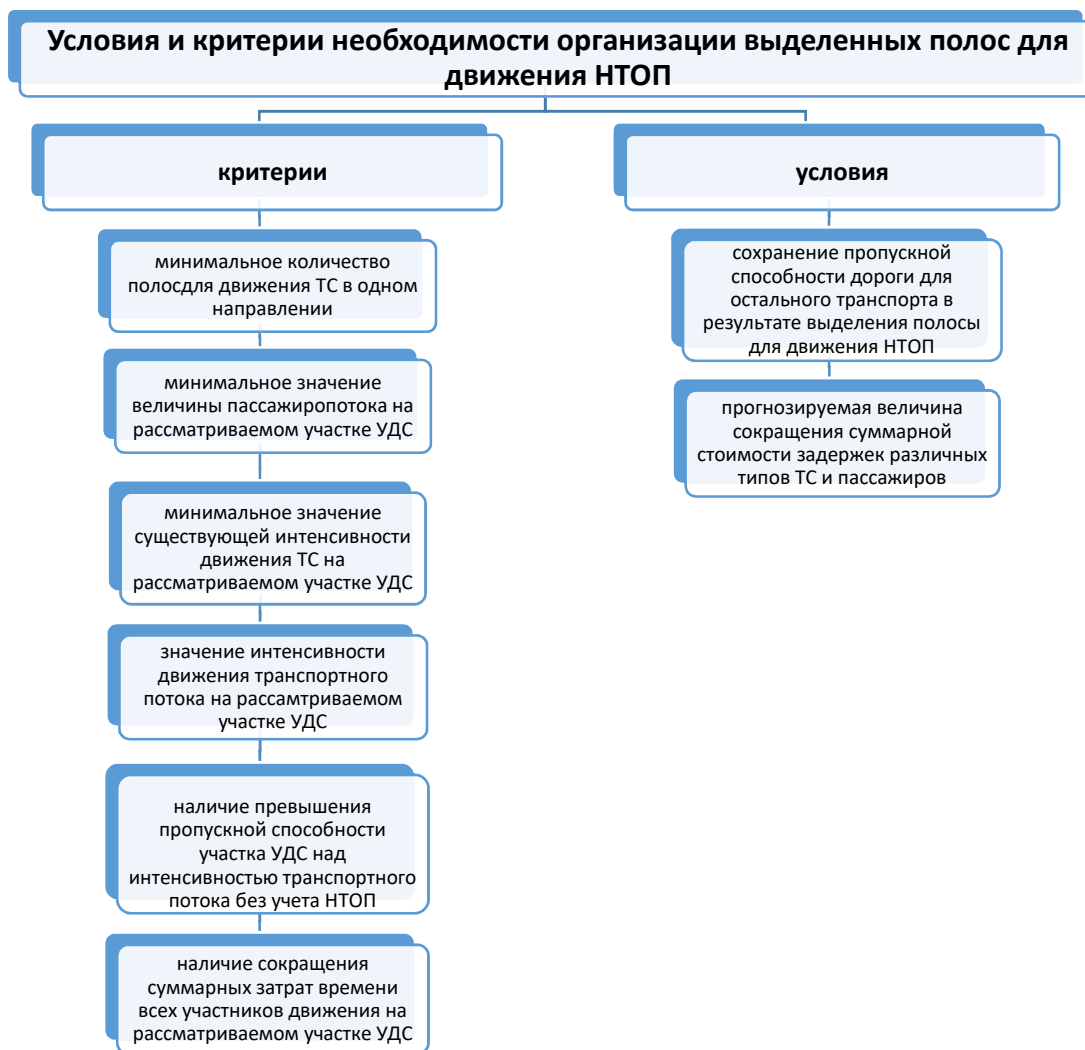 Условия и критерии необходимости организации выделенных полос для
движения НТОП
критерии
минимальное количество
полосдля движения ТС в одном
направлении
минимальное значение
величины пассажиропотока на
рассматриваемом участке УДС
минимальное значение
существующей интенсивности
движения ТС на
рассматриваемом участке УДС
значение интенсивности
движения транспортного
потока на рассамтриваемом
участке УДС
наличие превышения
пропускной способности
участка УДС над
интенсивностью транспортного
потока без учета НТОП
наличие сокращения
суммарных затрат времени
всех участников движения на
рассматриваемом участке УДС
условия
сохранение пропускной
способности дороги для
остального транспорта в
результате выделения полосы
для движения НТОП
прогнозируемая величина
сокращения суммарной
стоимости задержек различных
типов ТС и пассажиров